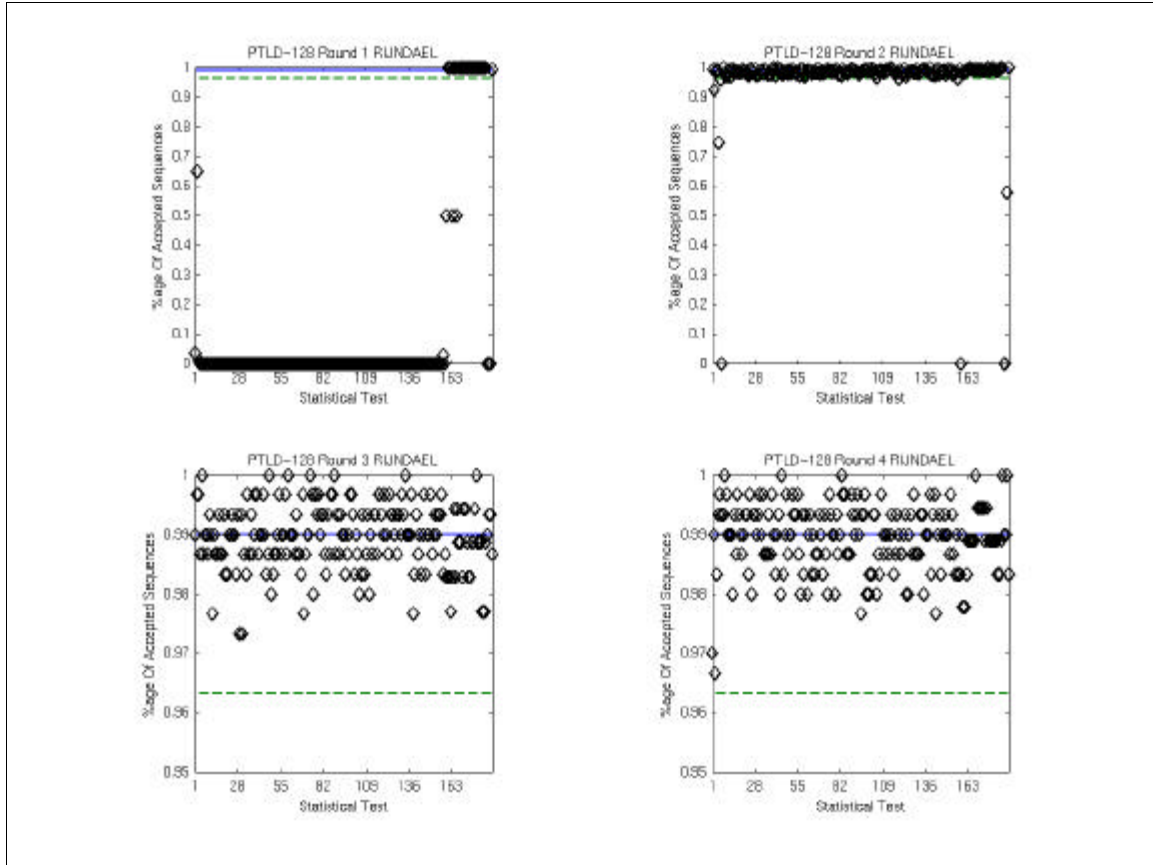 PTLD-128 Round 1 RIJNDAEL
1
0.9
0.8
0.7
0.6
0.5
0.4
0.3
0.2
0.1
0
%age Of Accepted Sequences
1 28 55 82 109 136 163
Statistical Test
PTLD-128 Round 2 RIJNDAEL
1
0.9
0.8
0.7
0.6
0.5
0.4
0.3
0.2
0.1
0
%age Of Accepted Sequences
1 28 55 82 109 136 163
Statistical Test
PTLD-128 Round 3 RIJNDAEL
1
0.99
0.98
0.97
0.96
0.95
%age Of Accepted Sequences
1 28 55 82 109 136 163
Statistical Test
PTLD-128 Round 4 RIJNDAEL
1
0.99
0.98
0.97
0.96
0.95
%age Of Accepted Sequences
1 28 55 82 109 136 163
Statistical Test